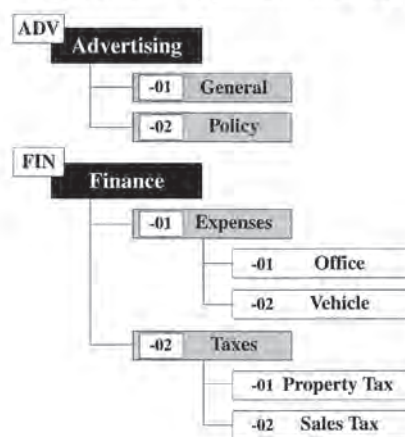 ADV
Advertising
-01 General
-02 Policy
FIN
Finance
-01 Expenses
-01 Office
-02 Vehicle
-02 Taxes
-01 Property Tax
-02 Sales Tax